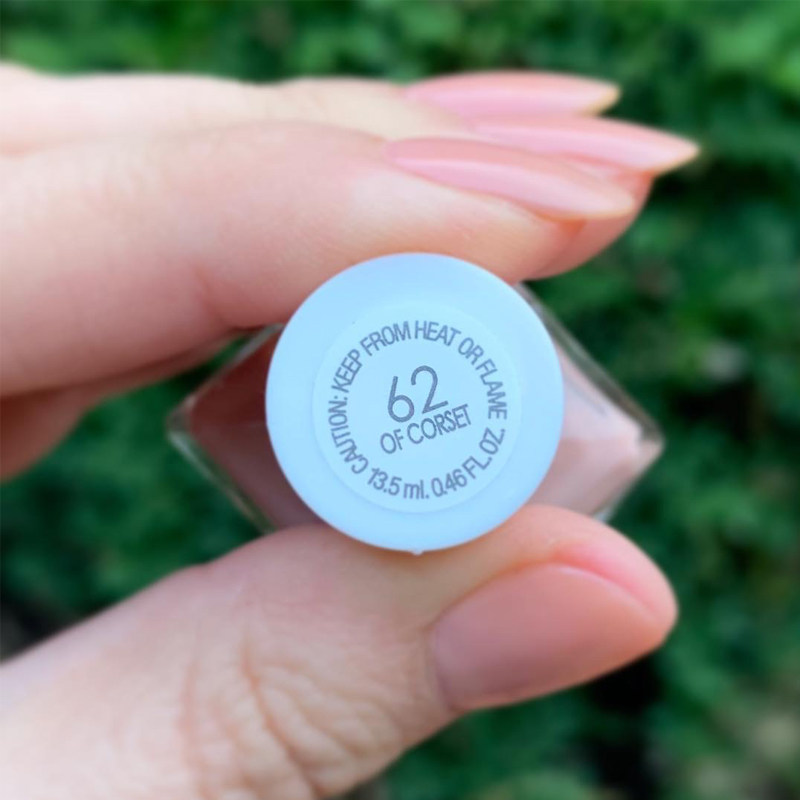 CAUTION: KEEP FROM HEAT OR FLAME
62
OF CORSET
13.5 ml. 0.46 FL.OZ.